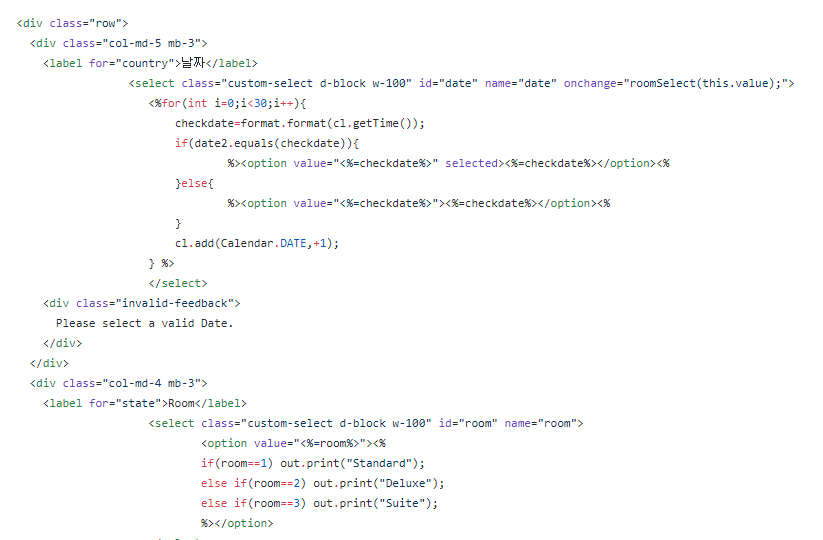 <div class="row">
<div class="col-md-5 mb-3">
<label for="country">날짜</label>
<select class="custom-select d-block w-100" id="date" name="date" onchange="roomSelect(this.value);">
<%for(int i=0;i<30;i++){
checkdate=format.format(cl.getTime());
if(date2.equals(checkdate)){
%><option value="<%=checkdate%>" selected><%=checkdate%></option><%
}else{
%><option value="<%=checkdate%>"><%=checkdate%></option><%
}
cl.add(Calendar.DATE,+1);
} %>
</select>
<div class="invalid-feedback">
Please select a valid Date.
</div>
</div>
<div class="col-md-4 mb-3">
<label for="state">Room</label>
<select class="custom-select d-block w-100" id="room" name="room">
<option value="<%=room%>"><%
if(room==1) out.print("Standard");
else if(room==2) out.print("Deluxe");
else if(room==3) out.print("Suite");
%></option>